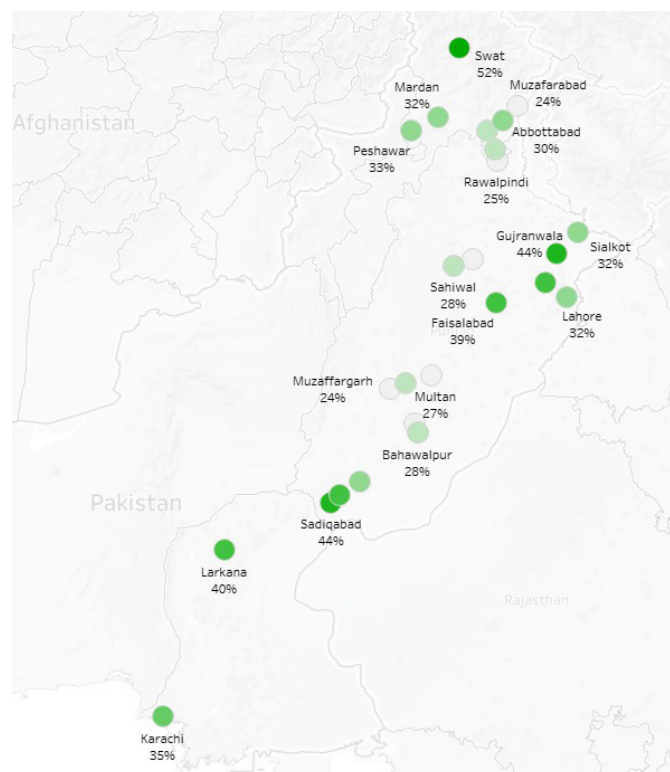 Swat
52%
Mardan
32%
Muzafarabad
24%
Afghanistan
Peshawar
33%
Abbottabad
30%
Rawalpindi
25%
Gujranwala
44%
Sialkot
32%
Sahiwal
28%
Faisalabad
39%
Lahore
32%
Muzaffargarh
24%
Multan
27%
Bahawalpur
28%
Pakistan
Sadiqabad
44%
Larkana
40%
Rajasthan
Karachi
35%